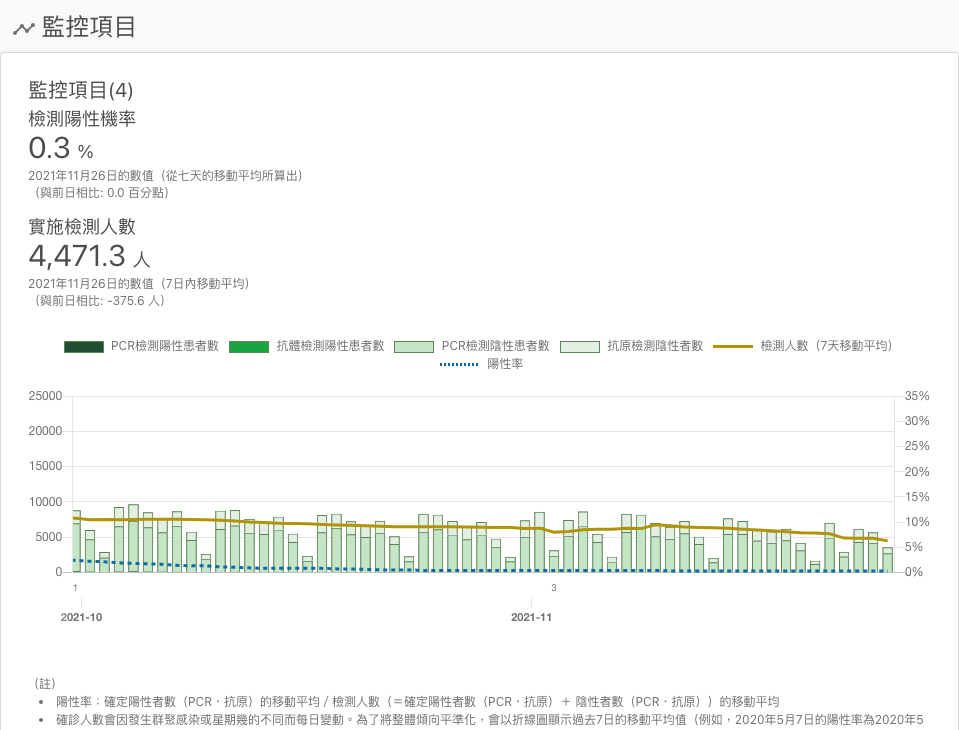 監控項目
監控項目(4)
檢測陽性機率
0.3 %
2021年11月26日的數值（從七天的移動平均所算出）
（與前日相比: 0.0 百分點）
實施檢測人數
4,471.3 人
2021年11月26日的數值（7日內移動平均）
（與前日相比: -375.6 人）
PCR檢測陽性患者數 抗體檢測陽性患者數 PCR檢測陰性患者數 抗原檢測陰性者數 檢測人數（7天移動平均）
陽性率
25000 35%
30%
20000
25%
15000 20%
15%
10000
10%
5000
5%
0 0%
1 3
2021-10 2021-11
（註）
• 陽性率：確定陽性者數（PCR・抗原）的移動平均 / 檢測人數（＝確定陽性者數（PCR・抗原）＋ 陰性者數（PCR・抗原））的移動平均
• 確診人數會因發生群聚感染或星期幾的不同而每日變動。為了將整體傾向平準化，會以折線圖顯示過去7日的移動平均值（例如，2020年5月7日的陽性率為2020年5